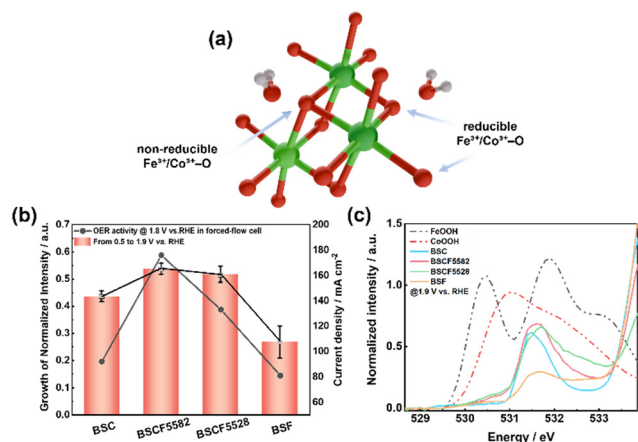 (a)
non-reducible
Fe³⁺/Co³⁺–O
reducible
Fe³⁺/Co³⁺–O
(b)
Growth of Normalized Intensity / a.u.
0.7
0.6
0.5
0.4
0.3
0.2
0.1
0.0
OER activity @ 1.8 V vs.RHE in forced-flow cell
From 0.5 to 1.9 V vs. RHE
200
180
160
140
120
100
80
60
Current density / mA cm⁻²
BSC
BSCF5582
BSCF5528
BSF
(c)
Normalized intensity / a.u.
1.5
1.0
0.5
0.0
FeOOH
CoOOH
BSC
BSCF5582
BSCF5528
BSF
@1.9 V vs. RHE
529
530
531
532
533
Energy / eV